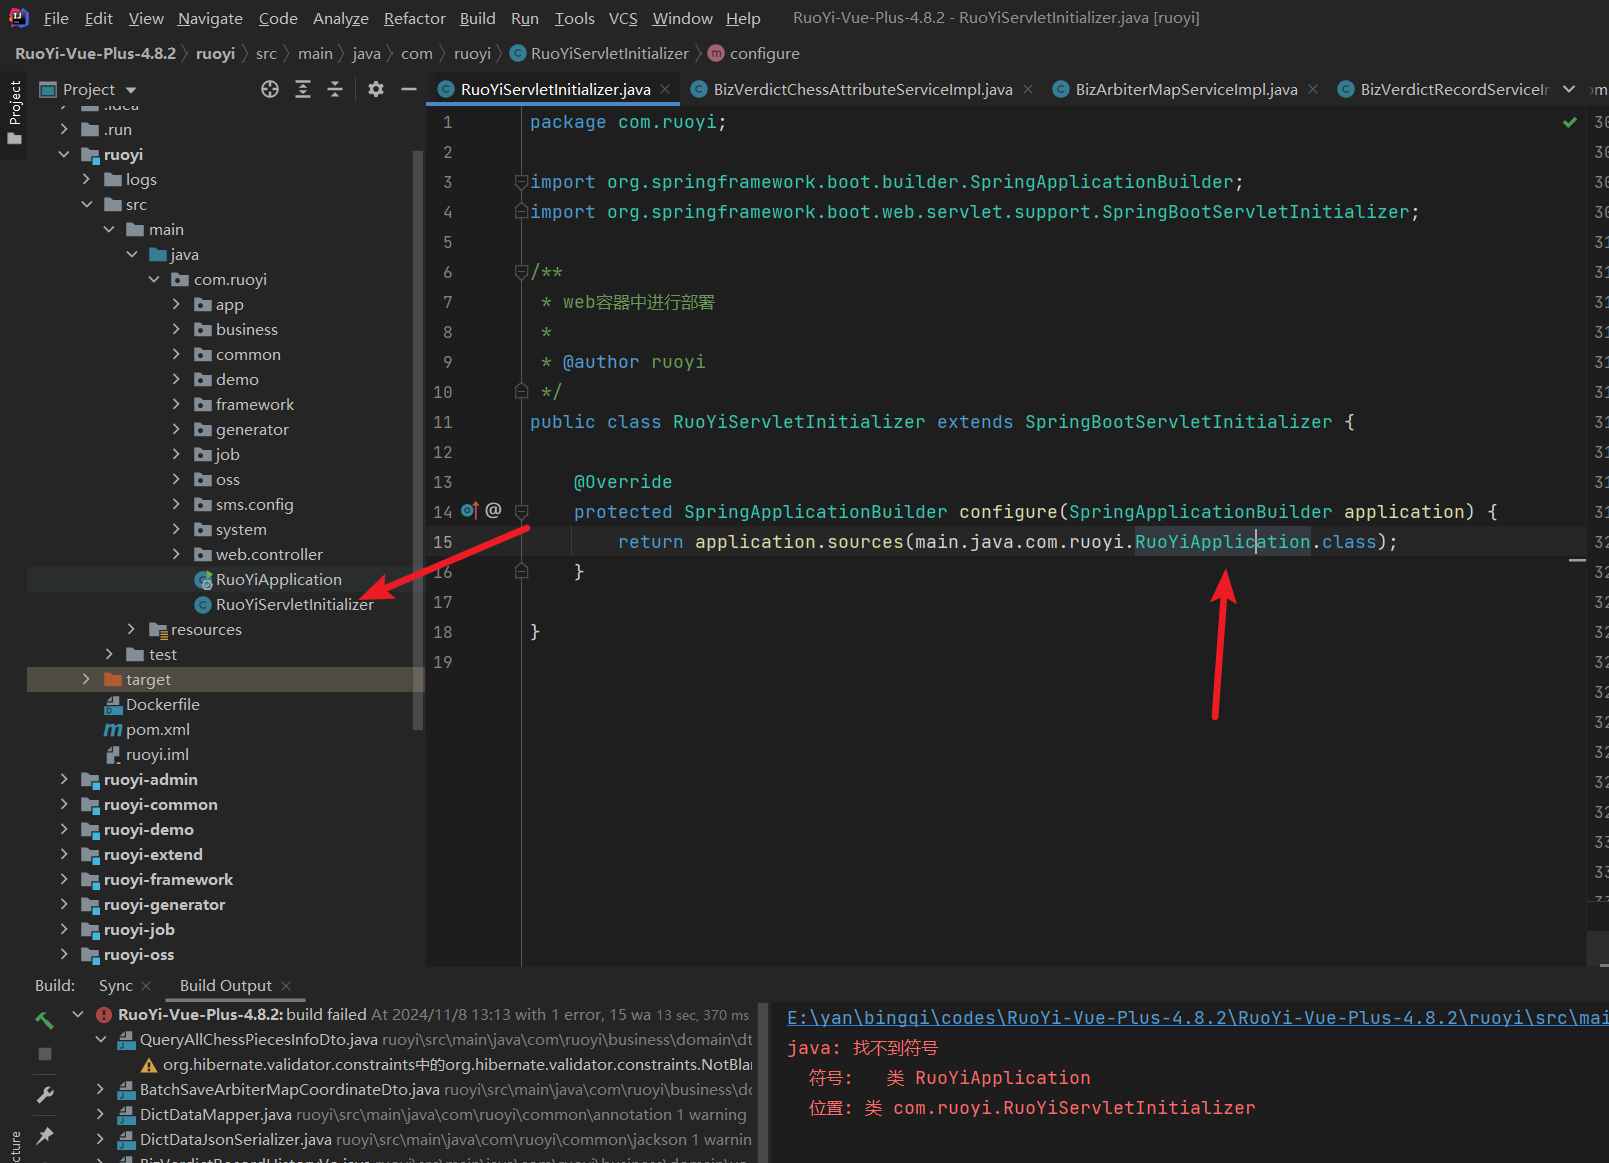 File Edit View Navigate Code Analyze Refactor Build Run Tools VCS Window Help RuoYi-Vue-Plus-4.8.2 - RuoYiServletInitializer.java [ruoyi]
RuoYi-Vue-Plus-4.8.2 ruoyi src main java com ruoyi RuoYiServletInitializer configure
Project
Project
RuoYiServletInitializer.java BizVerdictChessAttributeServiceImpl.java BizArbiterMapServiceImpl.java BizVerdictRecordServiceI
.idea
.run
ruoyi
logs
src
main
java
com.ruoyi
app
business
common
demo
framework
generator
job
oss
sms.config
system
web.controller
RuoYiApplication
RuoYiServletInitializer
resources
test
target
Dockerfile
pom.xml
ruoyi.iml
ruoyi-admin
ruoyi-common
ruoyi-demo
ruoyi-extend
ruoyi-framework
ruoyi-generator
ruoyi-job
ruoyi-oss
1 package com.ruoyi;
2
3 import org.springframework.boot.builder.SpringApplicationBuilder;
4 import org.springframework.boot.web.servlet.support.SpringBootServletInitializer;
5
6 /**
7 * web容器中进行部署
8 *
9 * @author ruoyi
10 */
11 public class RuoYiServletInitializer extends SpringBootServletInitializer {
12
13 @Override
14 @ protected SpringApplicationBuilder configure(SpringApplicationBuilder application) {
15 return application.sources(main.java.com.ruoyi.RuoYiApplication.class);
16 }
17
18 }
19
Build: Sync Build Output
RuoYi-Vue-Plus-4.8.2: build failed At 2024/11/8 13:13 with 1 error, 15 wa 13 sec, 370 ms
QueryAllChessPiecesInfoDto.java ruoyi\src\main\java\com\ruoyi\business\domain\dt
org.hibernate.validator.constraints中的org.hibernate.validator.constraints.NotBla
BatchSaveArbiterMapCoordinateDto.java ruoyi\src\main\java\com\ruoyi\business\do
DictDataMapper.java ruoyi\src\main\java\com\ruoyi\common\annotation 1 warning
DictDataJsonSerializer.java ruoyi\src\main\java\com\ruoyi\common\jackson 1 warnin
E:\yan\bingqi\codes\RuoYi-Vue-Plus-4.8.2\RuoYi-Vue-Plus-4.8.2\ruoyi\src\mai
java: 找不到符号
符号: 类 RuoYiApplication
位置: 类 com.ruoyi.RuoYiServletInitializer